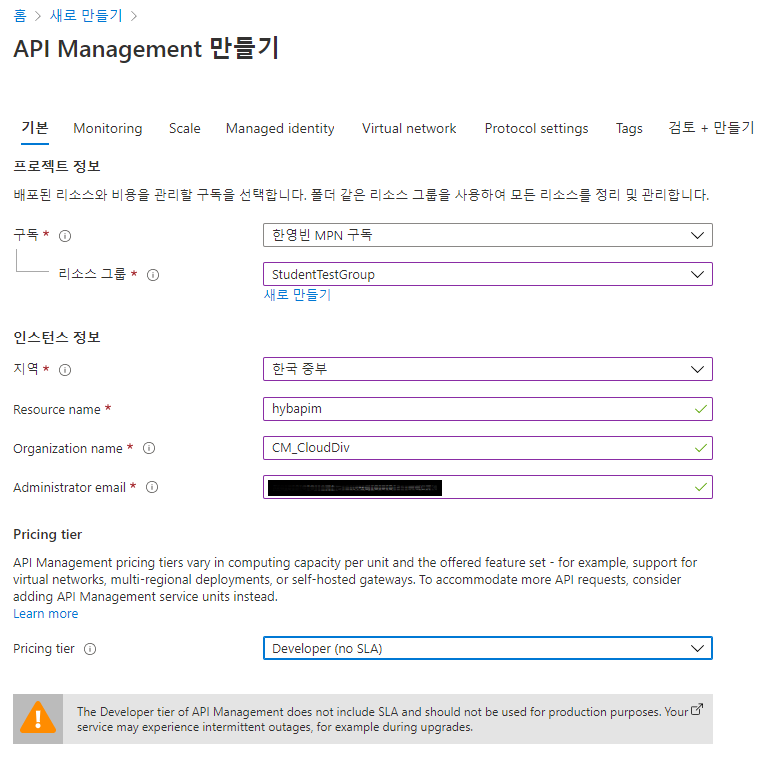 홈 > 새로 만들기 >
API Management 만들기
기본 Monitoring Scale Managed identity Virtual network Protocol settings Tags 검토 + 만들기
프로젝트 정보
배포된 리소스와 비용을 관리할 구독을 선택합니다. 폴더 같은 리소스 그룹을 사용하여 모든 리소스를 정리 및 관리합니다.
구독 * 한영빈 MPN 구독
리소스 그룹 * StudentTestGroup
새로 만들기
인스턴스 정보
지역 * 한국 중부
Resource name * hybapim
Organization name * CM_CloudDiv
Administrator email *
Pricing tier
API Management pricing tiers vary in computing capacity per unit and the offered feature set - for example, support for
virtual networks, multi-regional deployments, or self-hosted gateways. To accommodate more API requests, consider
adding API Management service units instead.
Learn more
Pricing tier Developer (no SLA)
The Developer tier of API Management does not include SLA and should not be used for production purposes. Your
service may experience intermittent outages, for example during upgrades.